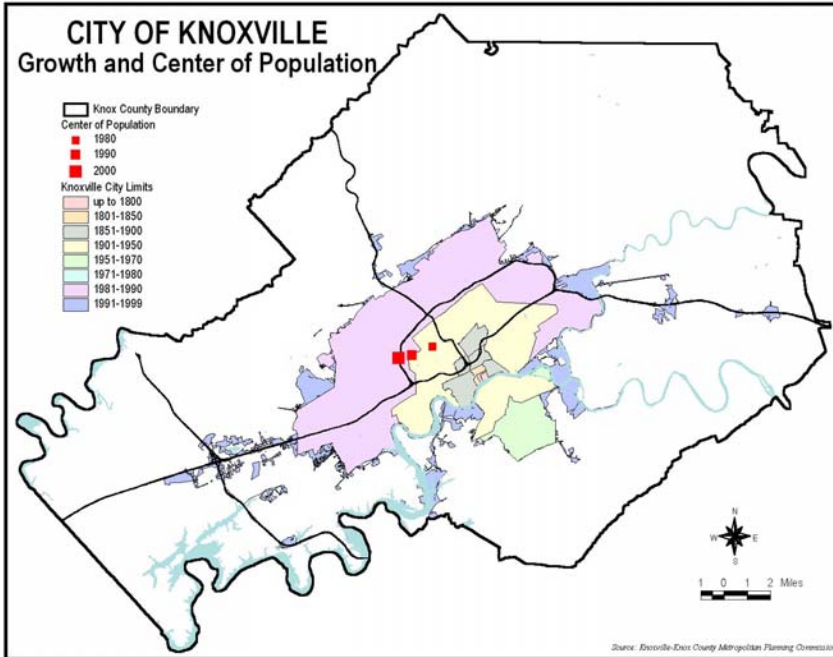 CITY OF KNOXVILLE
Growth and Center of Population
Knox County Boundary
Center of Population
1980
1990
2000
Knoxville City Limits
up to 1800
1801-1850
1851-1900
1901-1950
1951-1970
1971-1980
1981-1990
1991-1999
N
W E
S
1 0 1 2 Miles
Source: Knoxville-Knox County Metropolitan Planning Commission